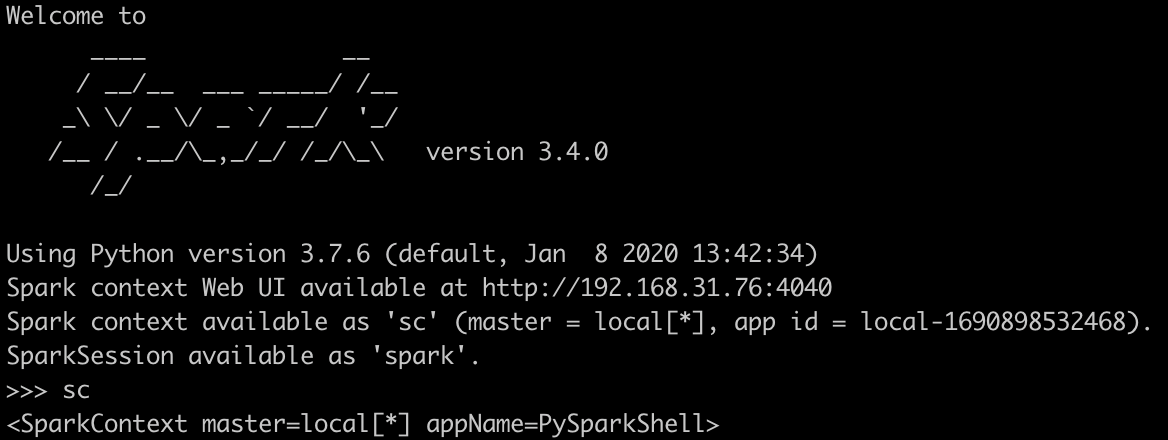 Welcome to
      ____              __
     / __/__  ___ _____/ /__
    _\ \/ _ \/ _ `/ __/  '_/
   /__ / .__/\_,_/_/ /_/\_\   version 3.4.0
      /_/
Using Python version 3.7.6 (default, Jan  8 2020 13:42:34)
Spark context Web UI available at http://192.168.31.76:4040
Spark context available as 'sc' (master = local[*], app id = local-1690898532468).
SparkSession available as 'spark'.
>>> sc
<SparkContext master=local[*] appName=PySparkShell>